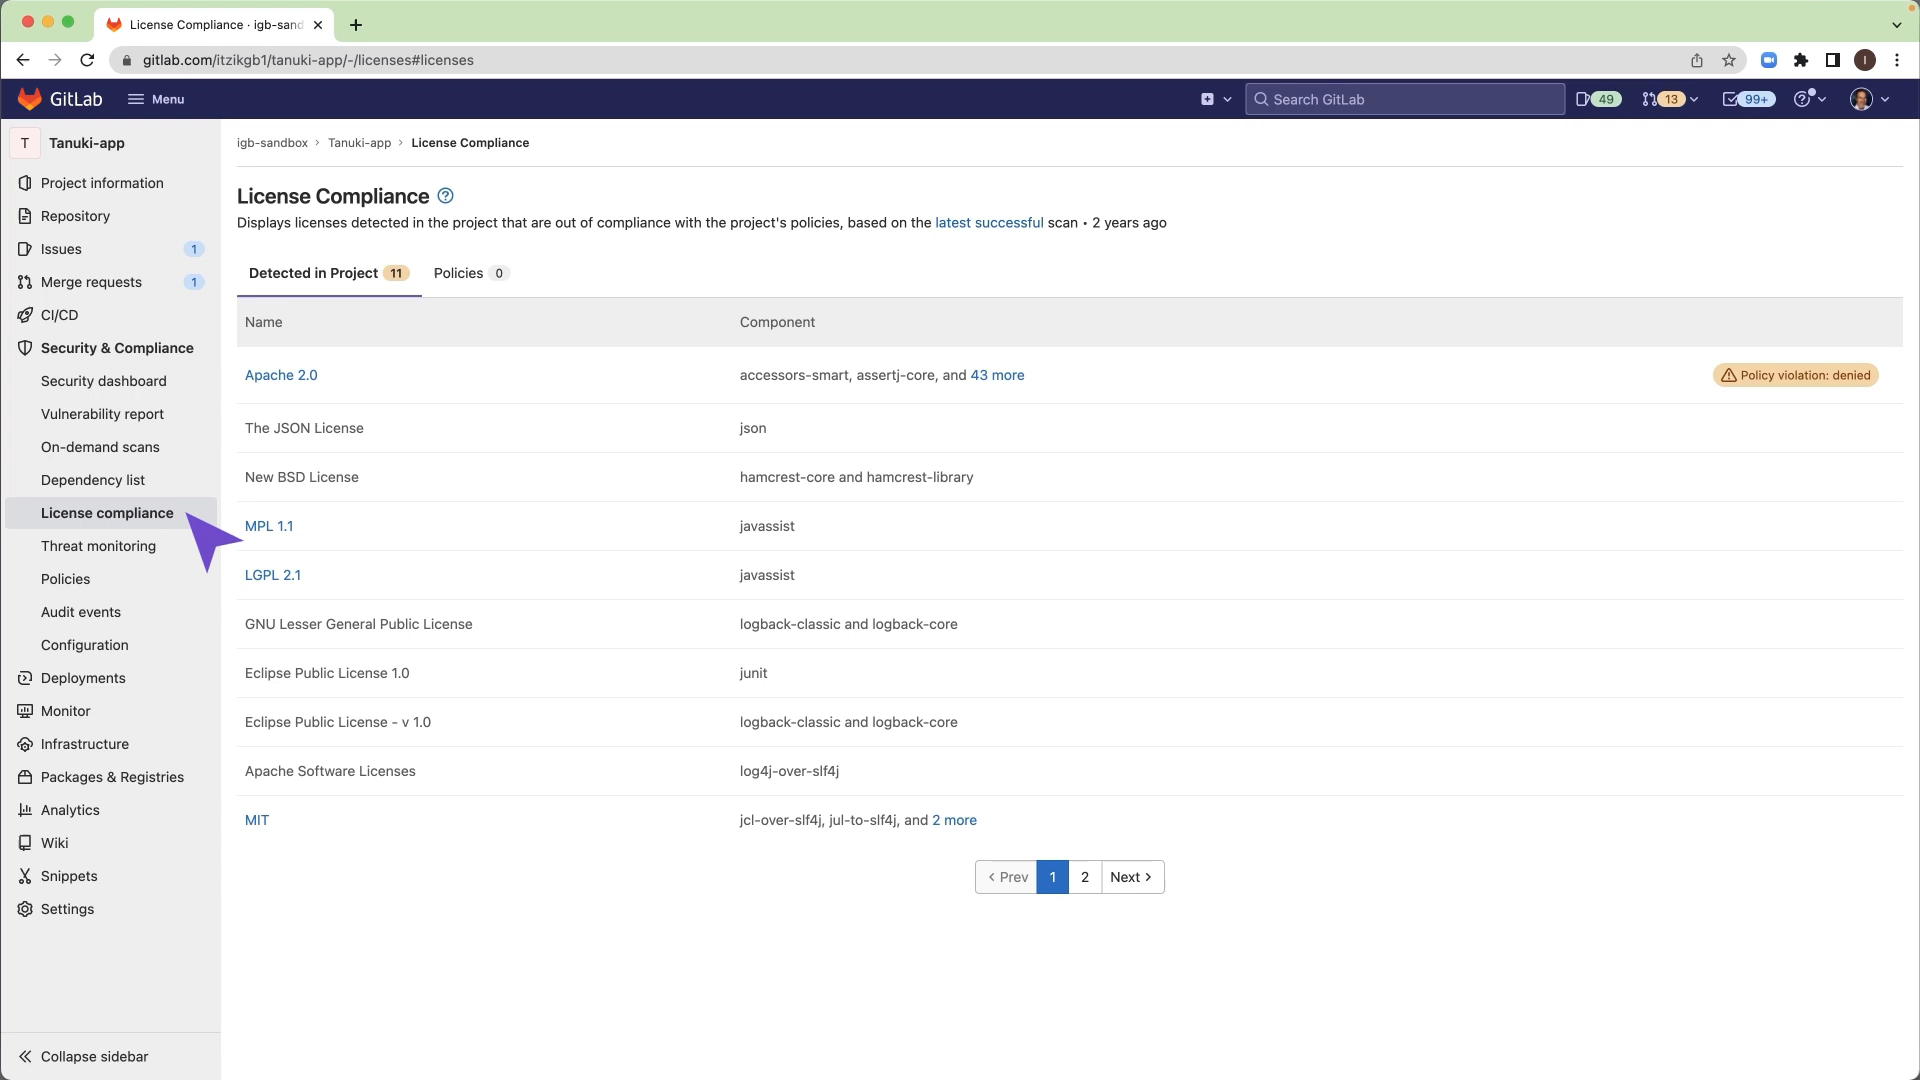 License Compliance · igb-sand
gitlab.com/itzikgb1/tanuki-app/-/licenses#licenses
I
GitLab
Menu
Search GitLab
49
13
99+
T
Tanuki-app
Project information
Repository
Issues 1
Merge requests 1
CI/CD
Security & Compliance
Security dashboard
Vulnerability report
On-demand scans
Dependency list
License compliance
Threat monitoring
Policies
Audit events
Configuration
Deployments
Monitor
Infrastructure
Packages & Registries
Analytics
Wiki
Snippets
Settings
Collapse sidebar
igb-sandbox › Tanuki-app › License Compliance
License Compliance
Displays licenses detected in the project that are out of compliance with the project's policies, based on the latest successful scan • 2 years ago
Detected in Project 11 Policies 0
Name Component
Apache 2.0 accessors-smart, assertj-core, and 43 more Policy violation: denied
The JSON License json
New BSD License hamcrest-core and hamcrest-library
MPL 1.1 javassist
LGPL 2.1 javassist
GNU Lesser General Public License logback-classic and logback-core
Eclipse Public License 1.0 junit
Eclipse Public License - v 1.0 logback-classic and logback-core
Apache Software Licenses log4j-over-slf4j
MIT jcl-over-slf4j, jul-to-slf4j, and 2 more
‹ Prev 1 2 Next ›